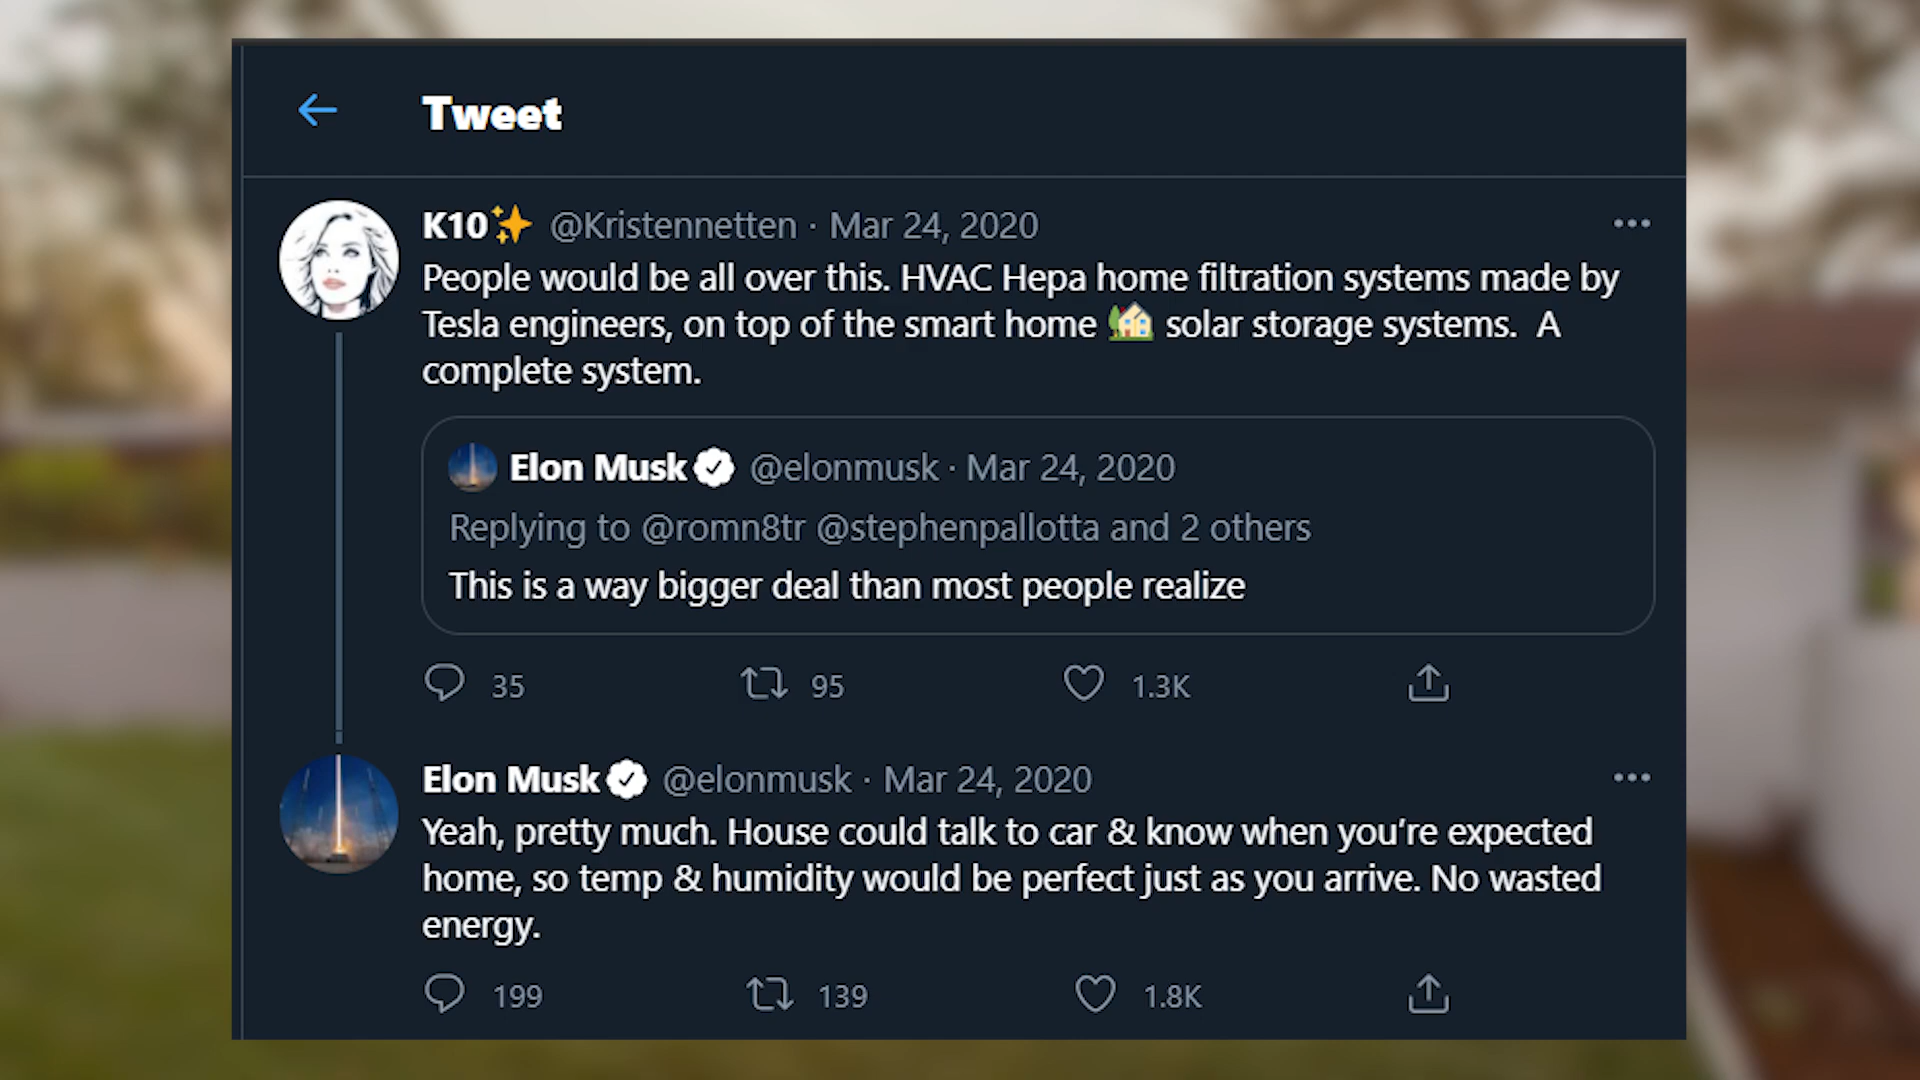 Tweet
K10✨ @Kristennetten · Mar 24, 2020
People would be all over this. HVAC Hepa home filtration systems made by
Tesla engineers, on top of the smart home 🏡 solar storage systems.  A
complete system.
Elon Musk @elonmusk · Mar 24, 2020
Replying to @romn8tr @stephenpallotta and 2 others
This is a way bigger deal than most people realize
35 95 1.3K
Elon Musk @elonmusk · Mar 24, 2020
Yeah, pretty much. House could talk to car & know when you’re expected
home, so temp & humidity would be perfect just as you arrive. No wasted
energy.
199 139 1.8K